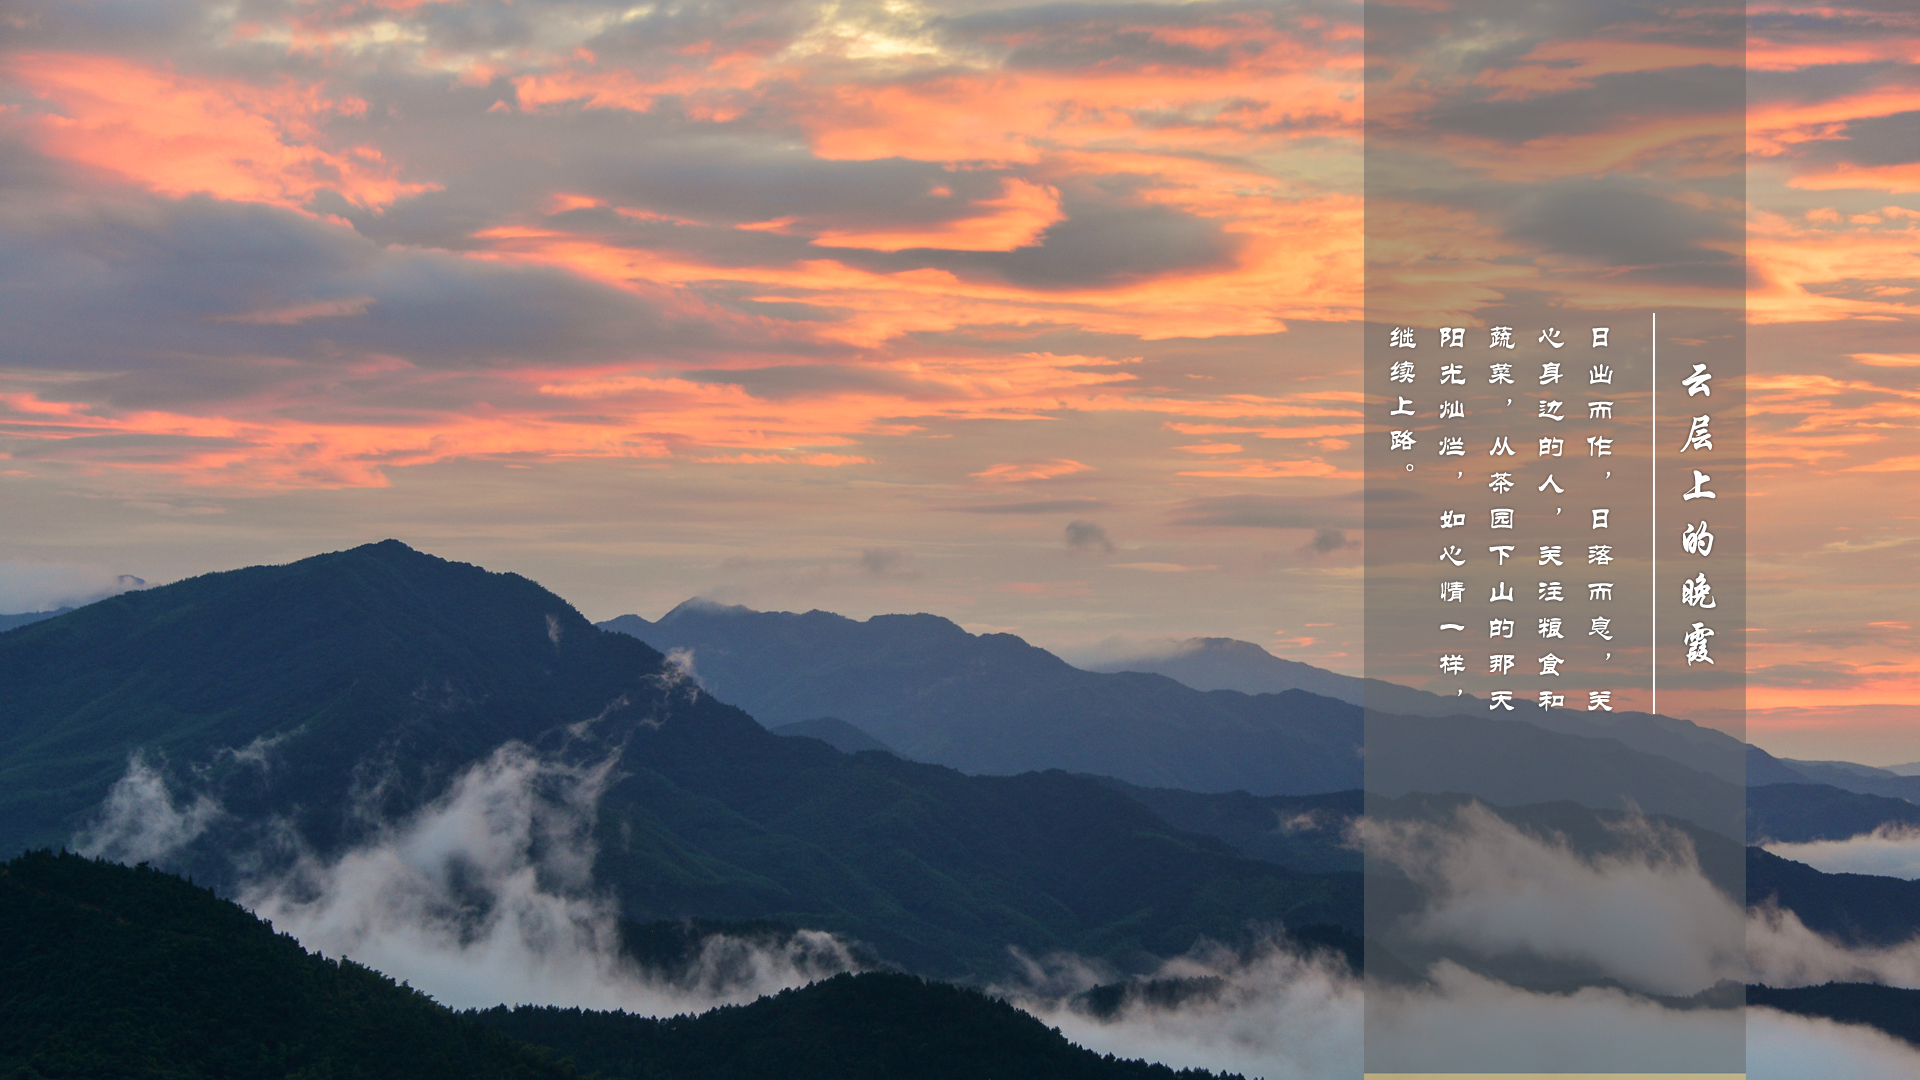 云层上的晚霞
日出而作，日落而息，关
心身边的人，关注粮食和
蔬菜，从茶园下山的那天
阳光灿烂，如心情一样，
继续上路。